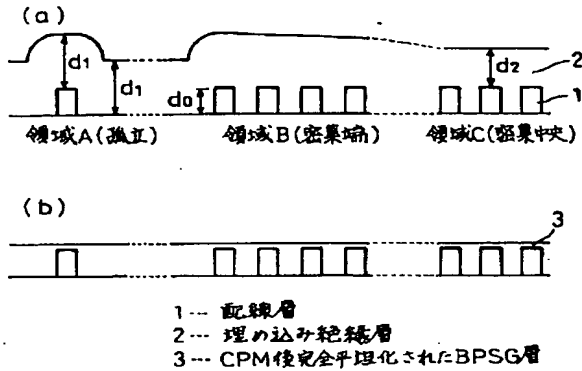 (a)
d1
d1
d0
d2
2
1
領域A(孤立) 領域B(密集端) 領域C(密集中央)
(b)
3
1 --- 配線層
2 --- 埋め込み絶縁層
3 --- CPM後完全平坦化されたBPSG層